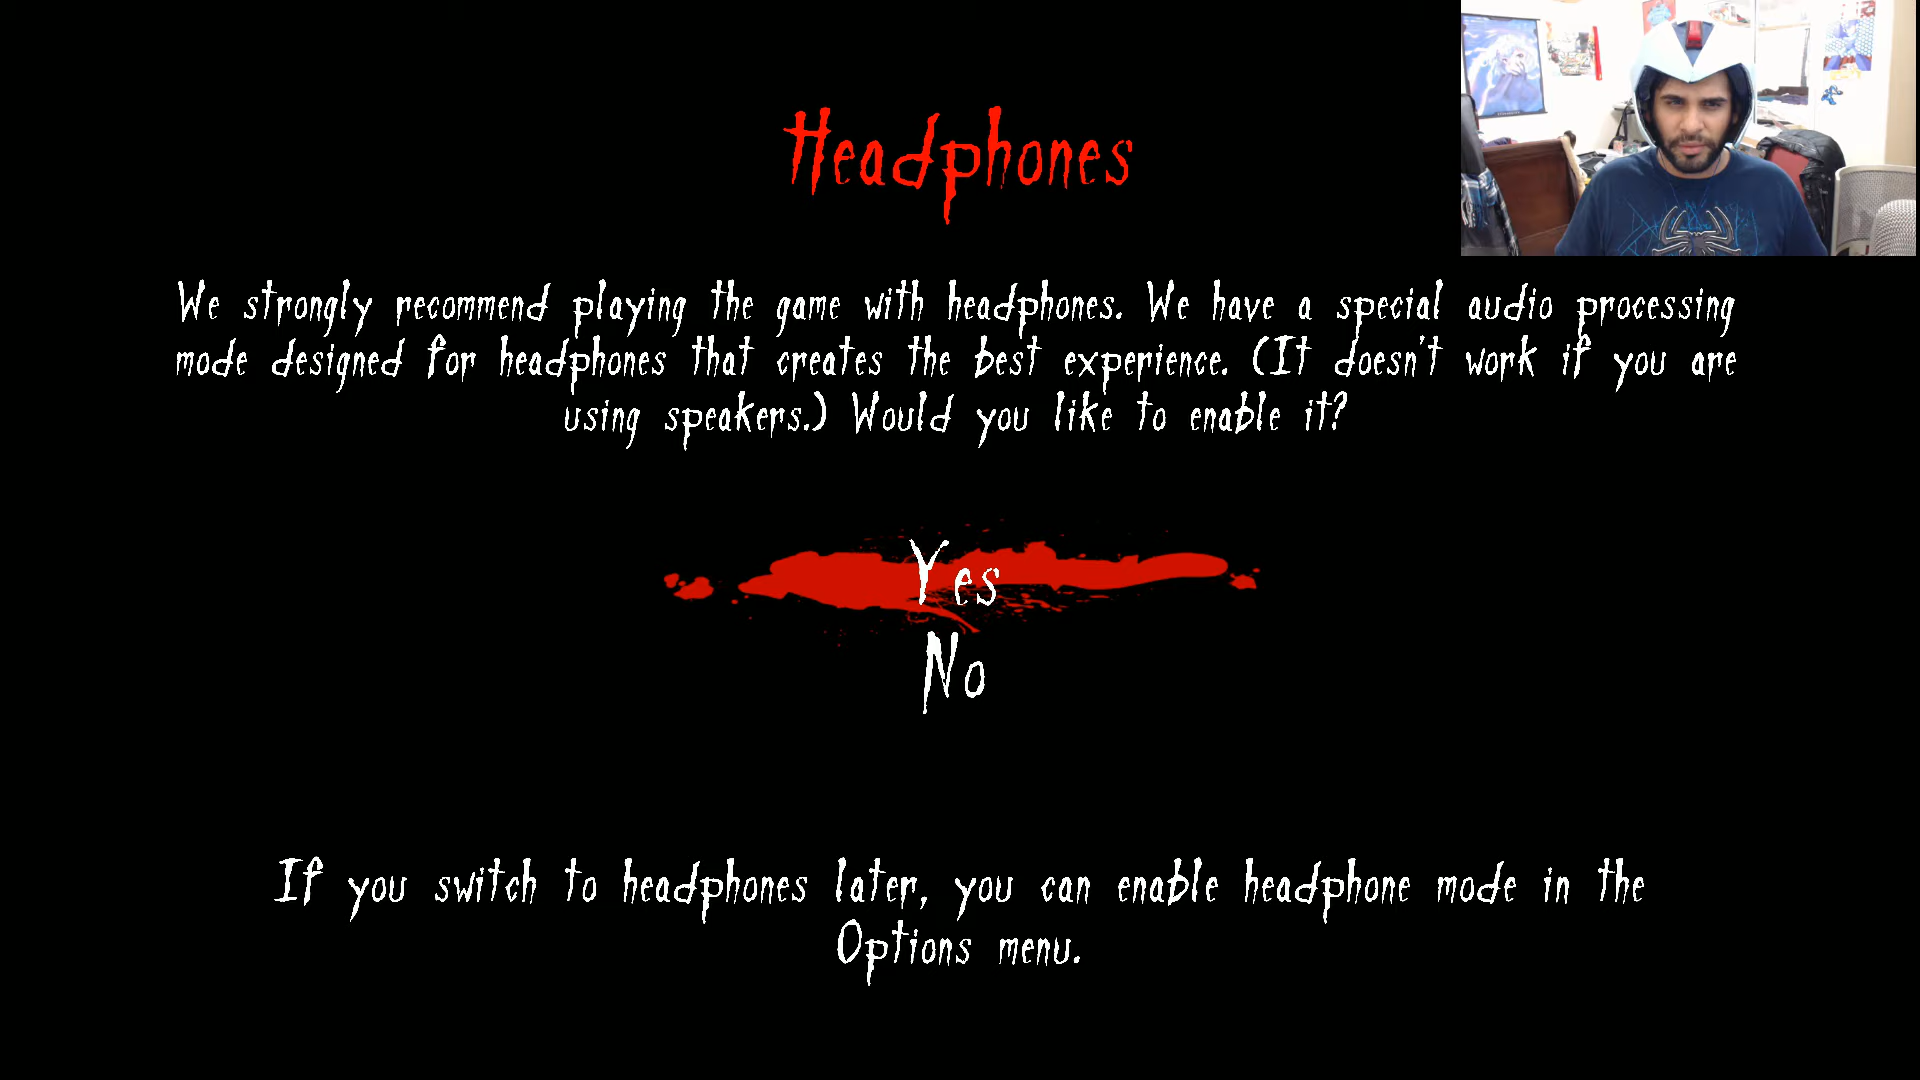 Headphones
We strongly recommend playing the game with headphones. We have a special audio processing
mode designed for headphones that creates the best experience. (It doesn't work if you are
using speakers.) Would you like to enable it?
Yes
No
If you switch to headphones later, you can enable headphone mode in the
Options menu.